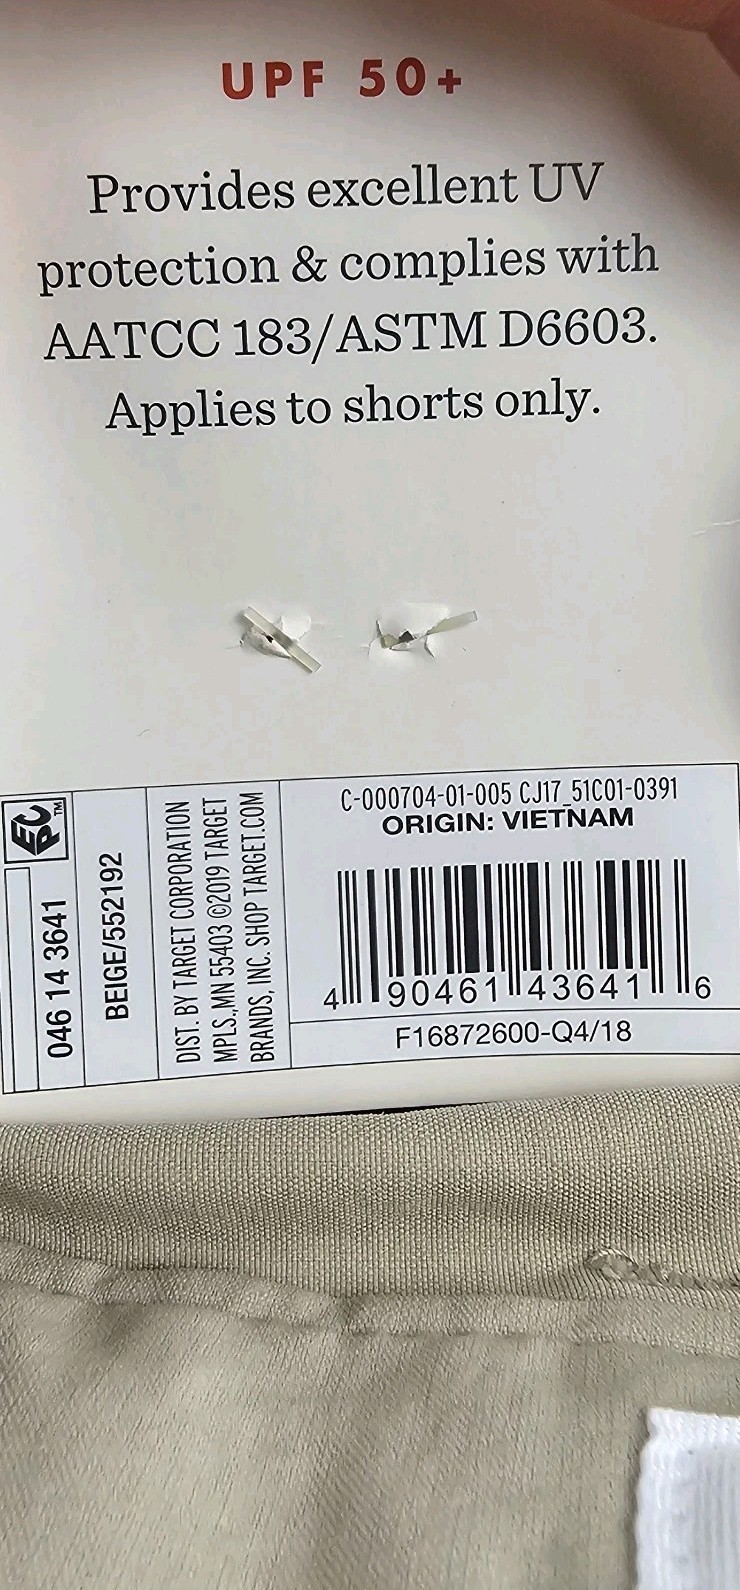 UPF 50+
Provides excellent UV
protection & complies with
AATCC 183/ASTM D6603.
Applies to shorts only.
EPC™
046 14 3641
BEIGE/552192
DIST. BY TARGET CORPORATION
MPLS.,MN 55403 ©2019 TARGET
BRANDS, INC. SHOP TARGET.COM
C-000704-01-005 CJ17_51C01-0391
ORIGIN: VIETNAM
4 90461 43641 6
F16872600-Q4/18